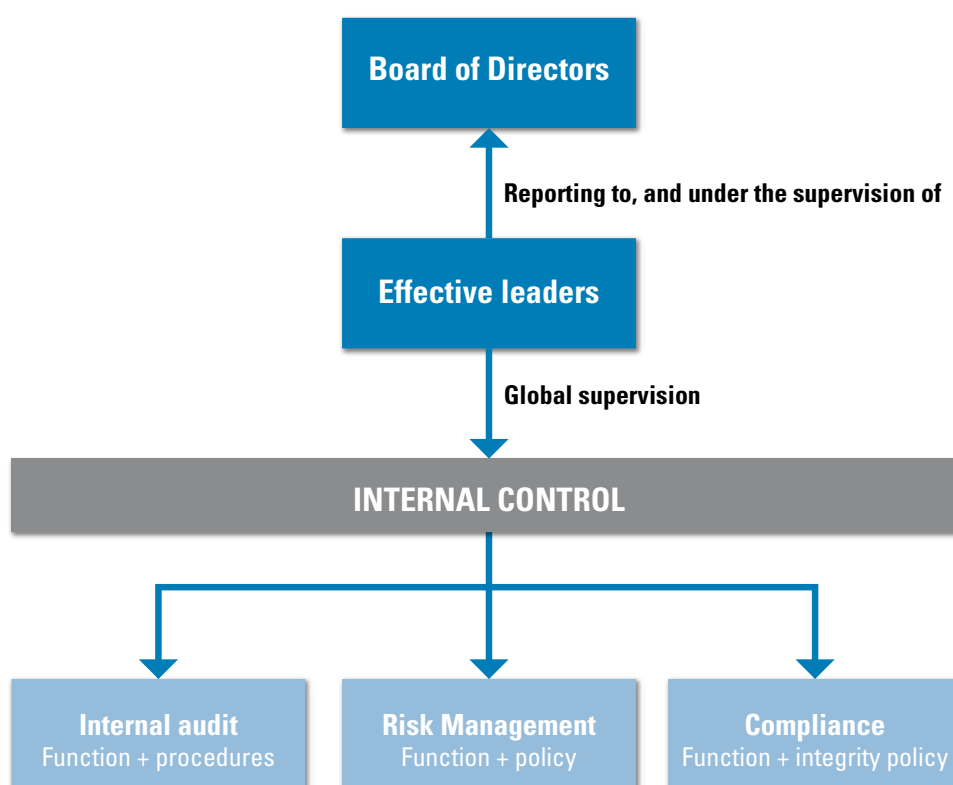 Board of Directors
Reporting to, and under the supervision of
Effective leaders
Global supervision
INTERNAL CONTROL
Internal audit
Function + procedures
Risk Management
Function + policy
Compliance
Function + integrity policy